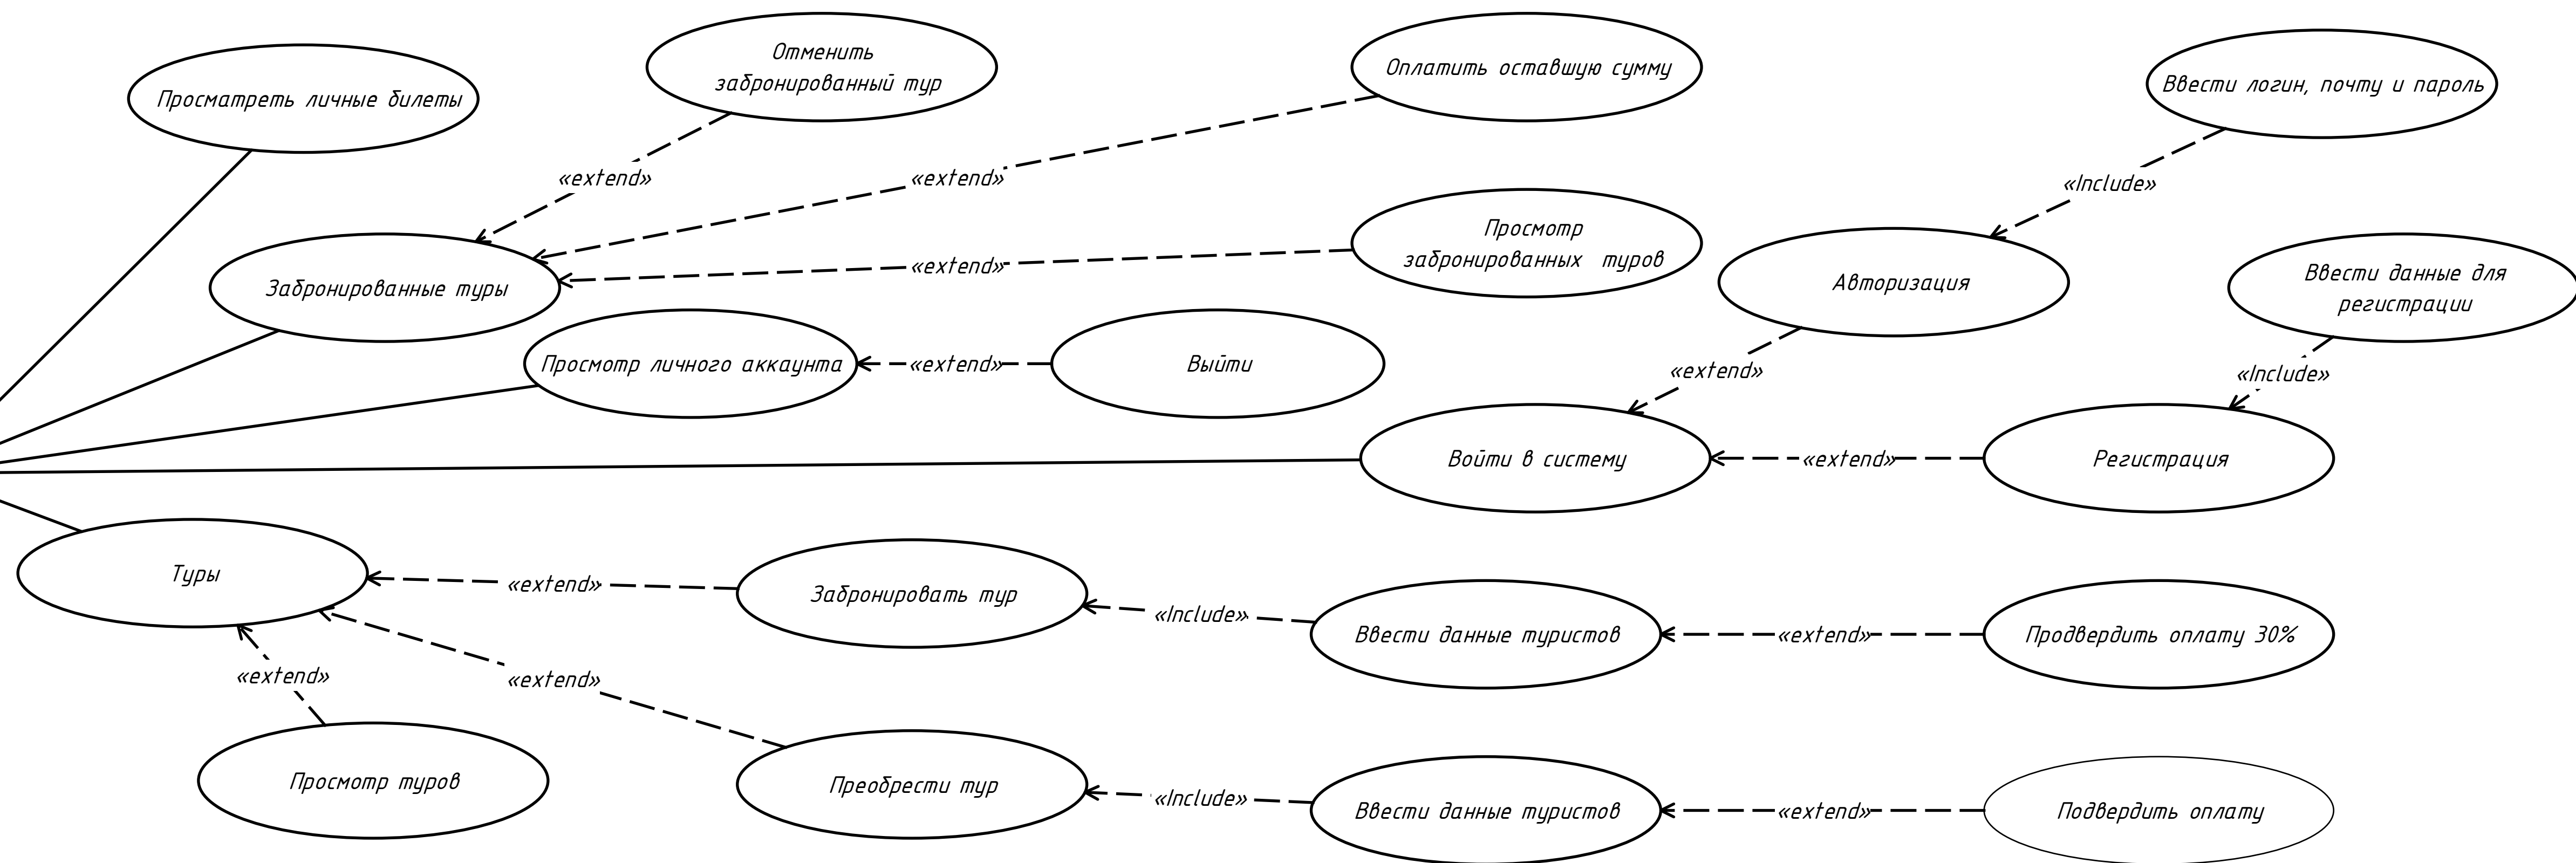 Отменить
забронированный тур
Оплатить оставшую сумму
Ввести логин, почту и пароль
Просматреть личные билеты
«extend»
«extend»
«Include»
Просмотр
забронированных туров
Забронированные туры
«extend»
Авторизация
Ввести данные для
регистрации
Просмотр личного аккаунта
«extend»
Выйти
«extend»
«Include»
Войти в систему
«extend»
Регистрация
Туры
«extend»
Забронировать тур
«Include»
Ввести данные туристов
«extend»
Продвердить оплату 30%
«extend»
«extend»
Просмотр туров
Преобрести тур
«Include»
Ввести данные туристов
«extend»
Подвердить оплату